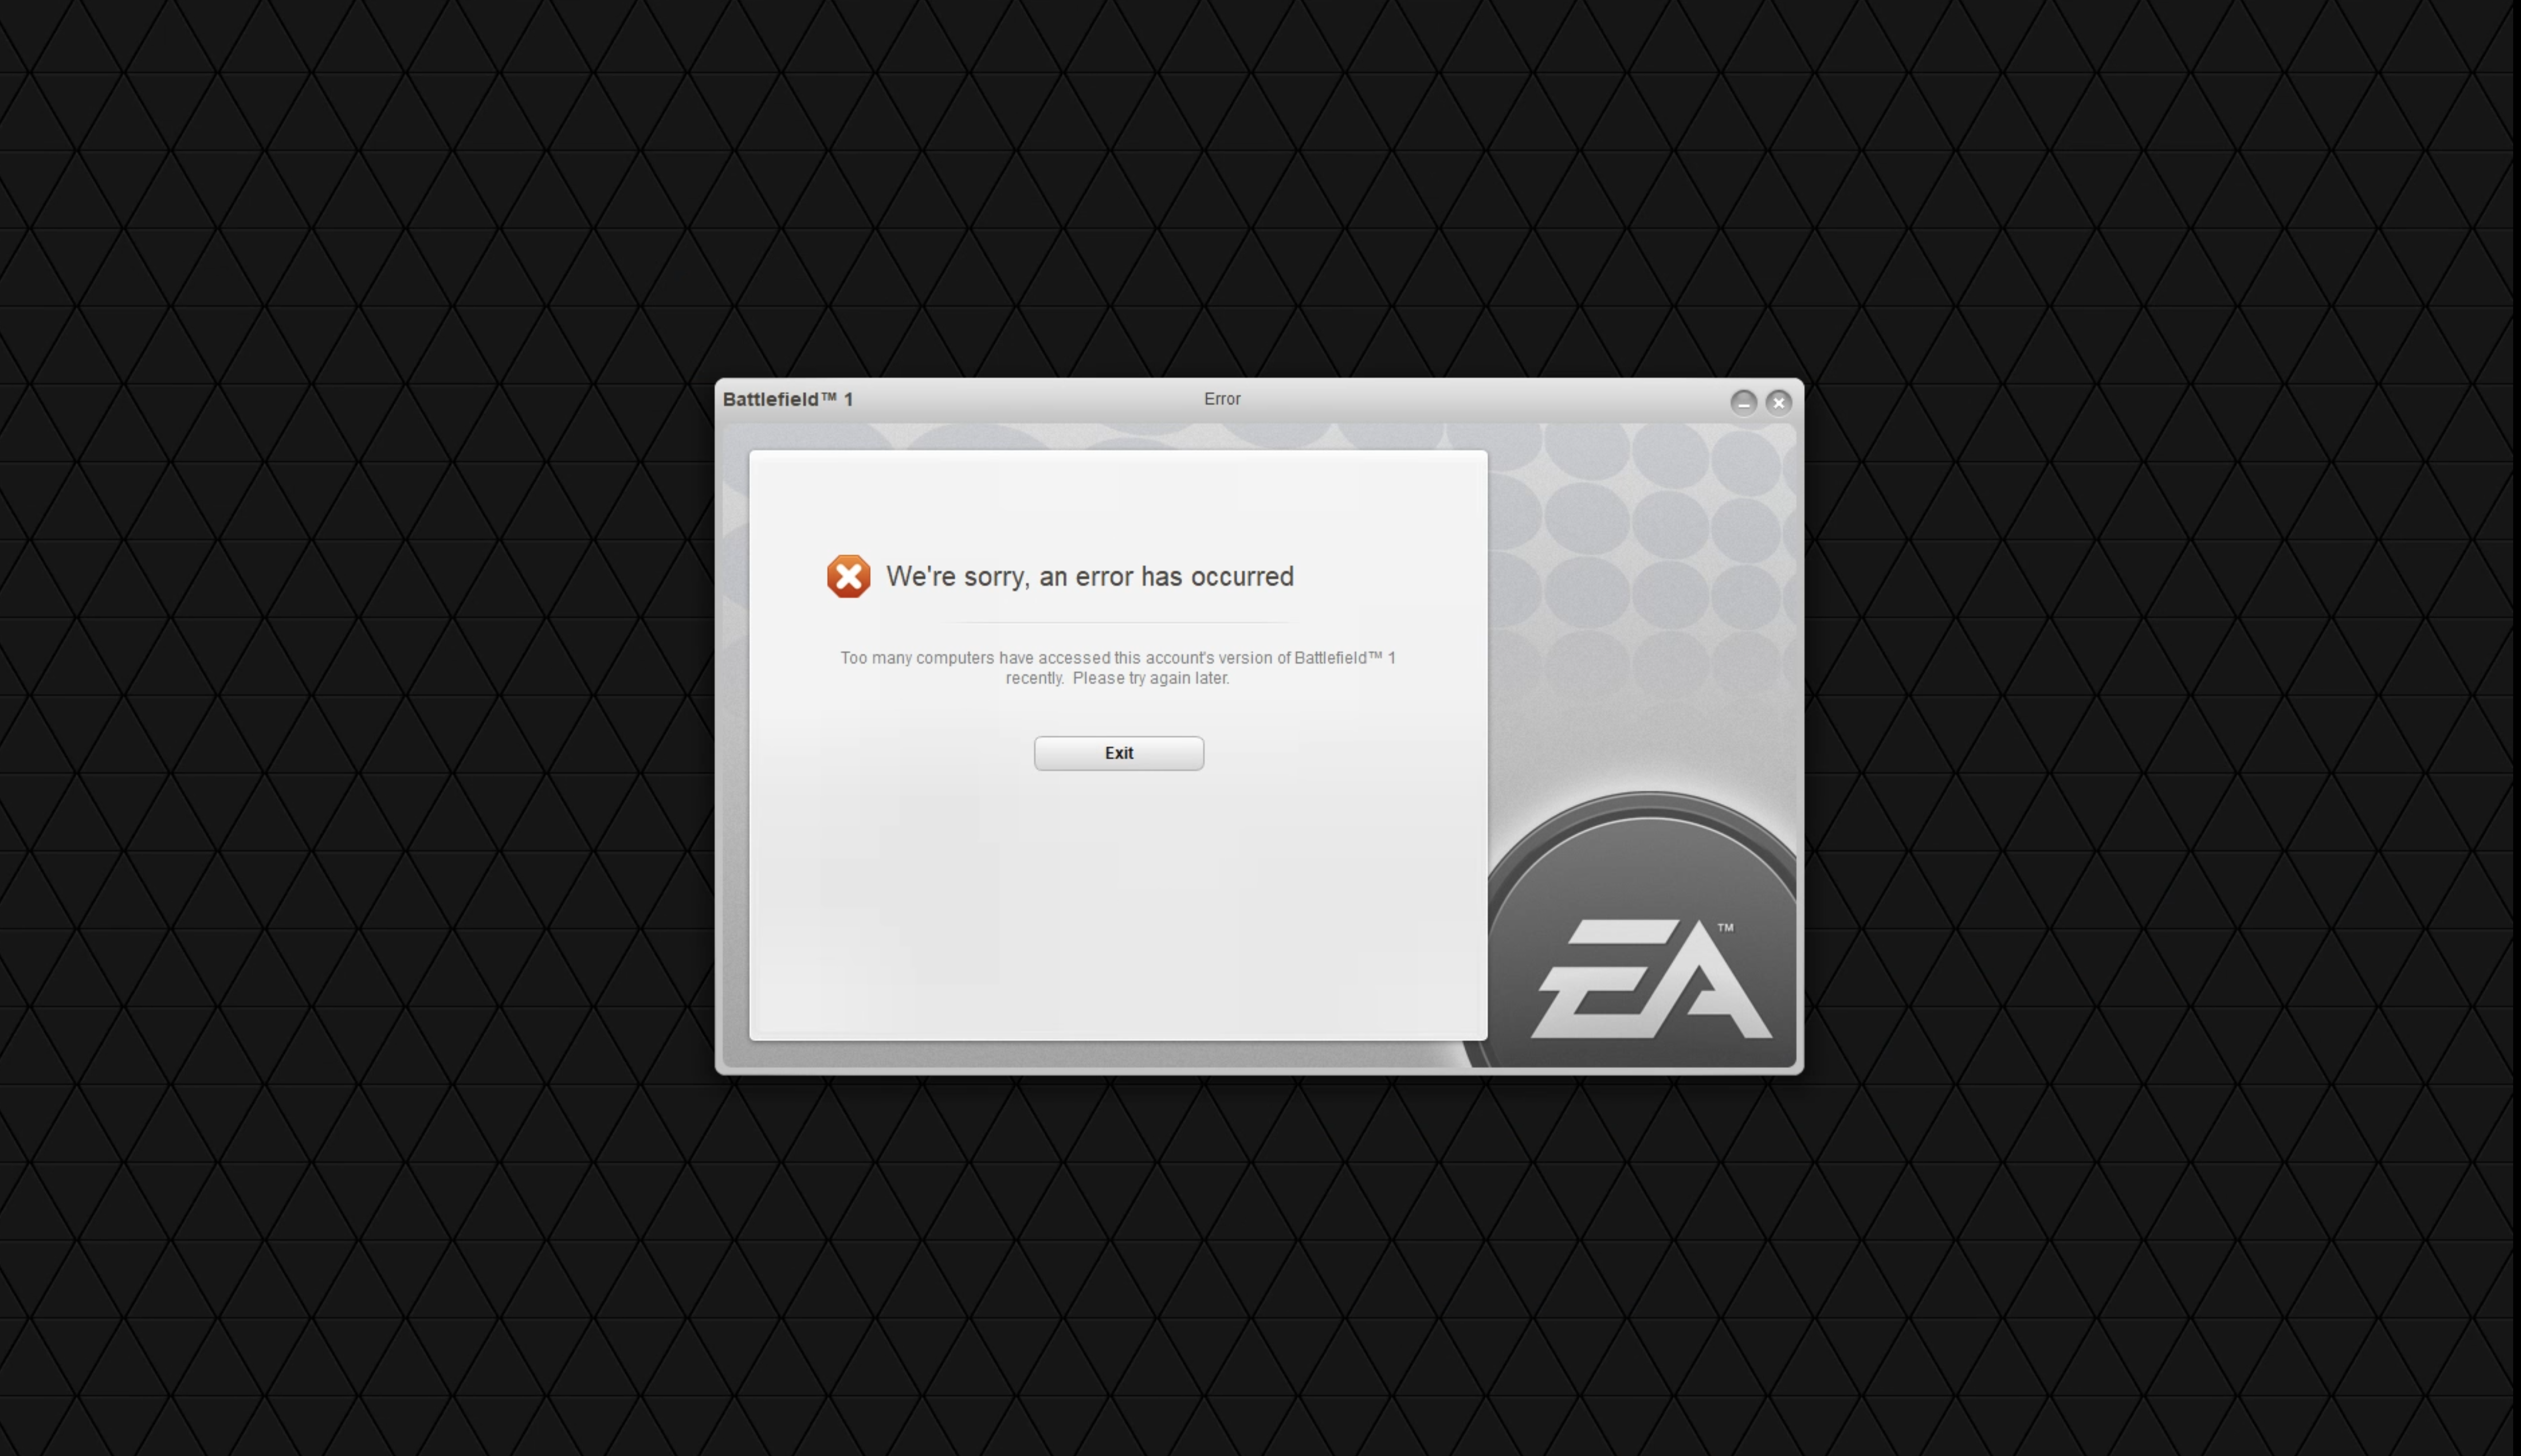 Battlefield™ 1
Error
We're sorry, an error has occurred
Too many computers have accessed this account's version of Battlefield™ 1
recently.  Please try again later.
Exit
EA™